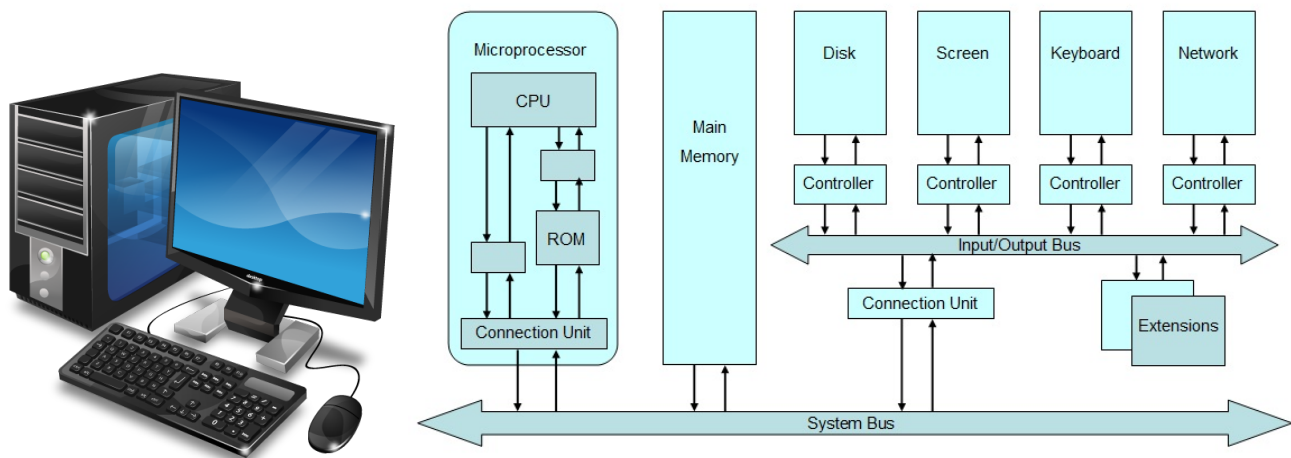 Microprocessor
CPU
ROM
Connection Unit
Main
Memory
Disk
Screen
Keyboard
Network
Controller
Controller
Controller
Controller
Input/Output Bus
Connection Unit
Extensions
System Bus